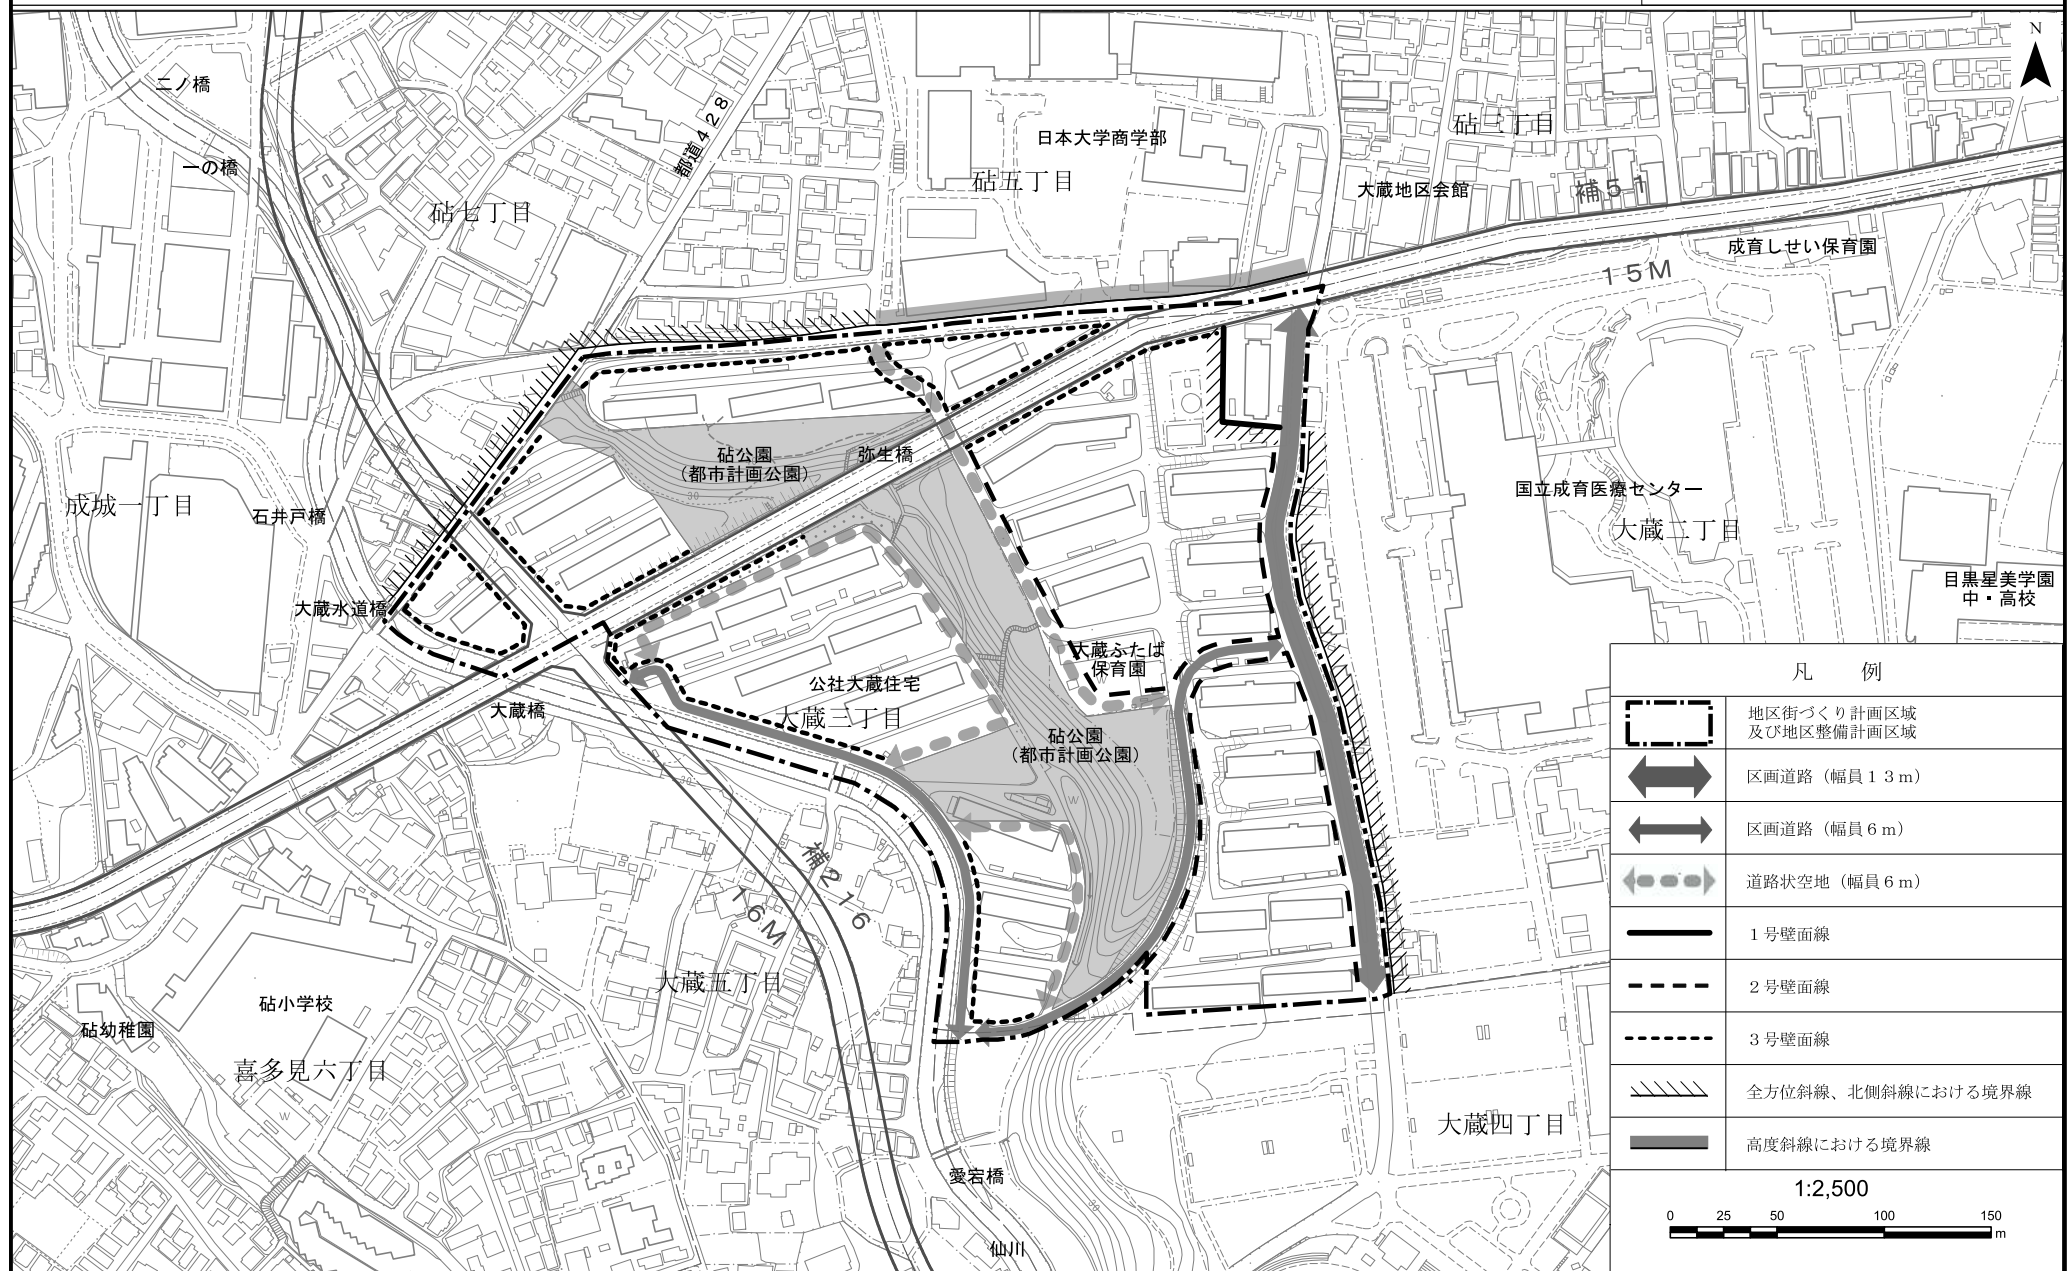 N
二ノ橋
一の橋
都道428
日本大学商学部
砧三丁目
砧五丁目
大蔵地区会館
補51
砧七丁目
成育しせい保育園
15M
砧公園
(都市計画公園)
弥生橋
30
成城一丁目
石井戸橋
国立成育医療センター
大蔵二丁目
目黒星美学園
中・高校
大蔵水道橋
大蔵ふたば
保育園
公社大蔵住宅
大蔵橋
大蔵三丁目
砧公園
(都市計画公園)
補216
16M
大蔵五丁目
砧小学校
砧幼稚園
喜多見六丁目
大蔵四丁目
愛宕橋
仙川
凡 例
地区街づくり計画区域
及び地区整備計画区域
区画道路(幅員13m)
区画道路(幅員6m)
道路状空地(幅員6m)
1号壁面線
2号壁面線
3号壁面線
全方位斜線、北側斜線における境界線
高度斜線における境界線
1:2,500
0 25 50 100 150
m